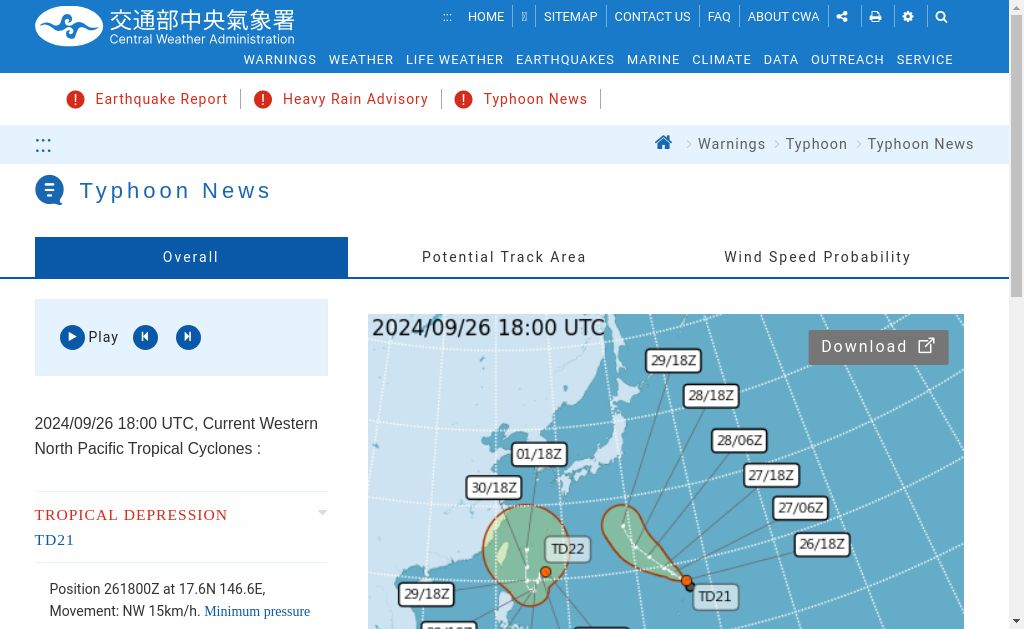 交通部中央氣象署
Central Weather Administration
::: HOME SITEMAP CONTACT US FAQ ABOUT CWA
WARNINGS WEATHER LIFE WEATHER EARTHQUAKES MARINE CLIMATE DATA OUTREACH SERVICE
Earthquake Report Heavy Rain Advisory Typhoon News
:::
Warnings Typhoon Typhoon News
Typhoon News
Overall Potential Track Area Wind Speed Probability
Play
2024/09/26 18:00 UTC
Download
29/18Z
28/18Z
28/06Z
01/18Z
27/18Z
30/18Z
27/06Z
26/18Z
TD22
29/18Z
TD21
2024/09/26 18:00 UTC, Current Western
North Pacific Tropical Cyclones :
TROPICAL DEPRESSION
TD21
Position 261800Z at 17.6N 146.6E,
Movement: NW 15km/h. Minimum pressure